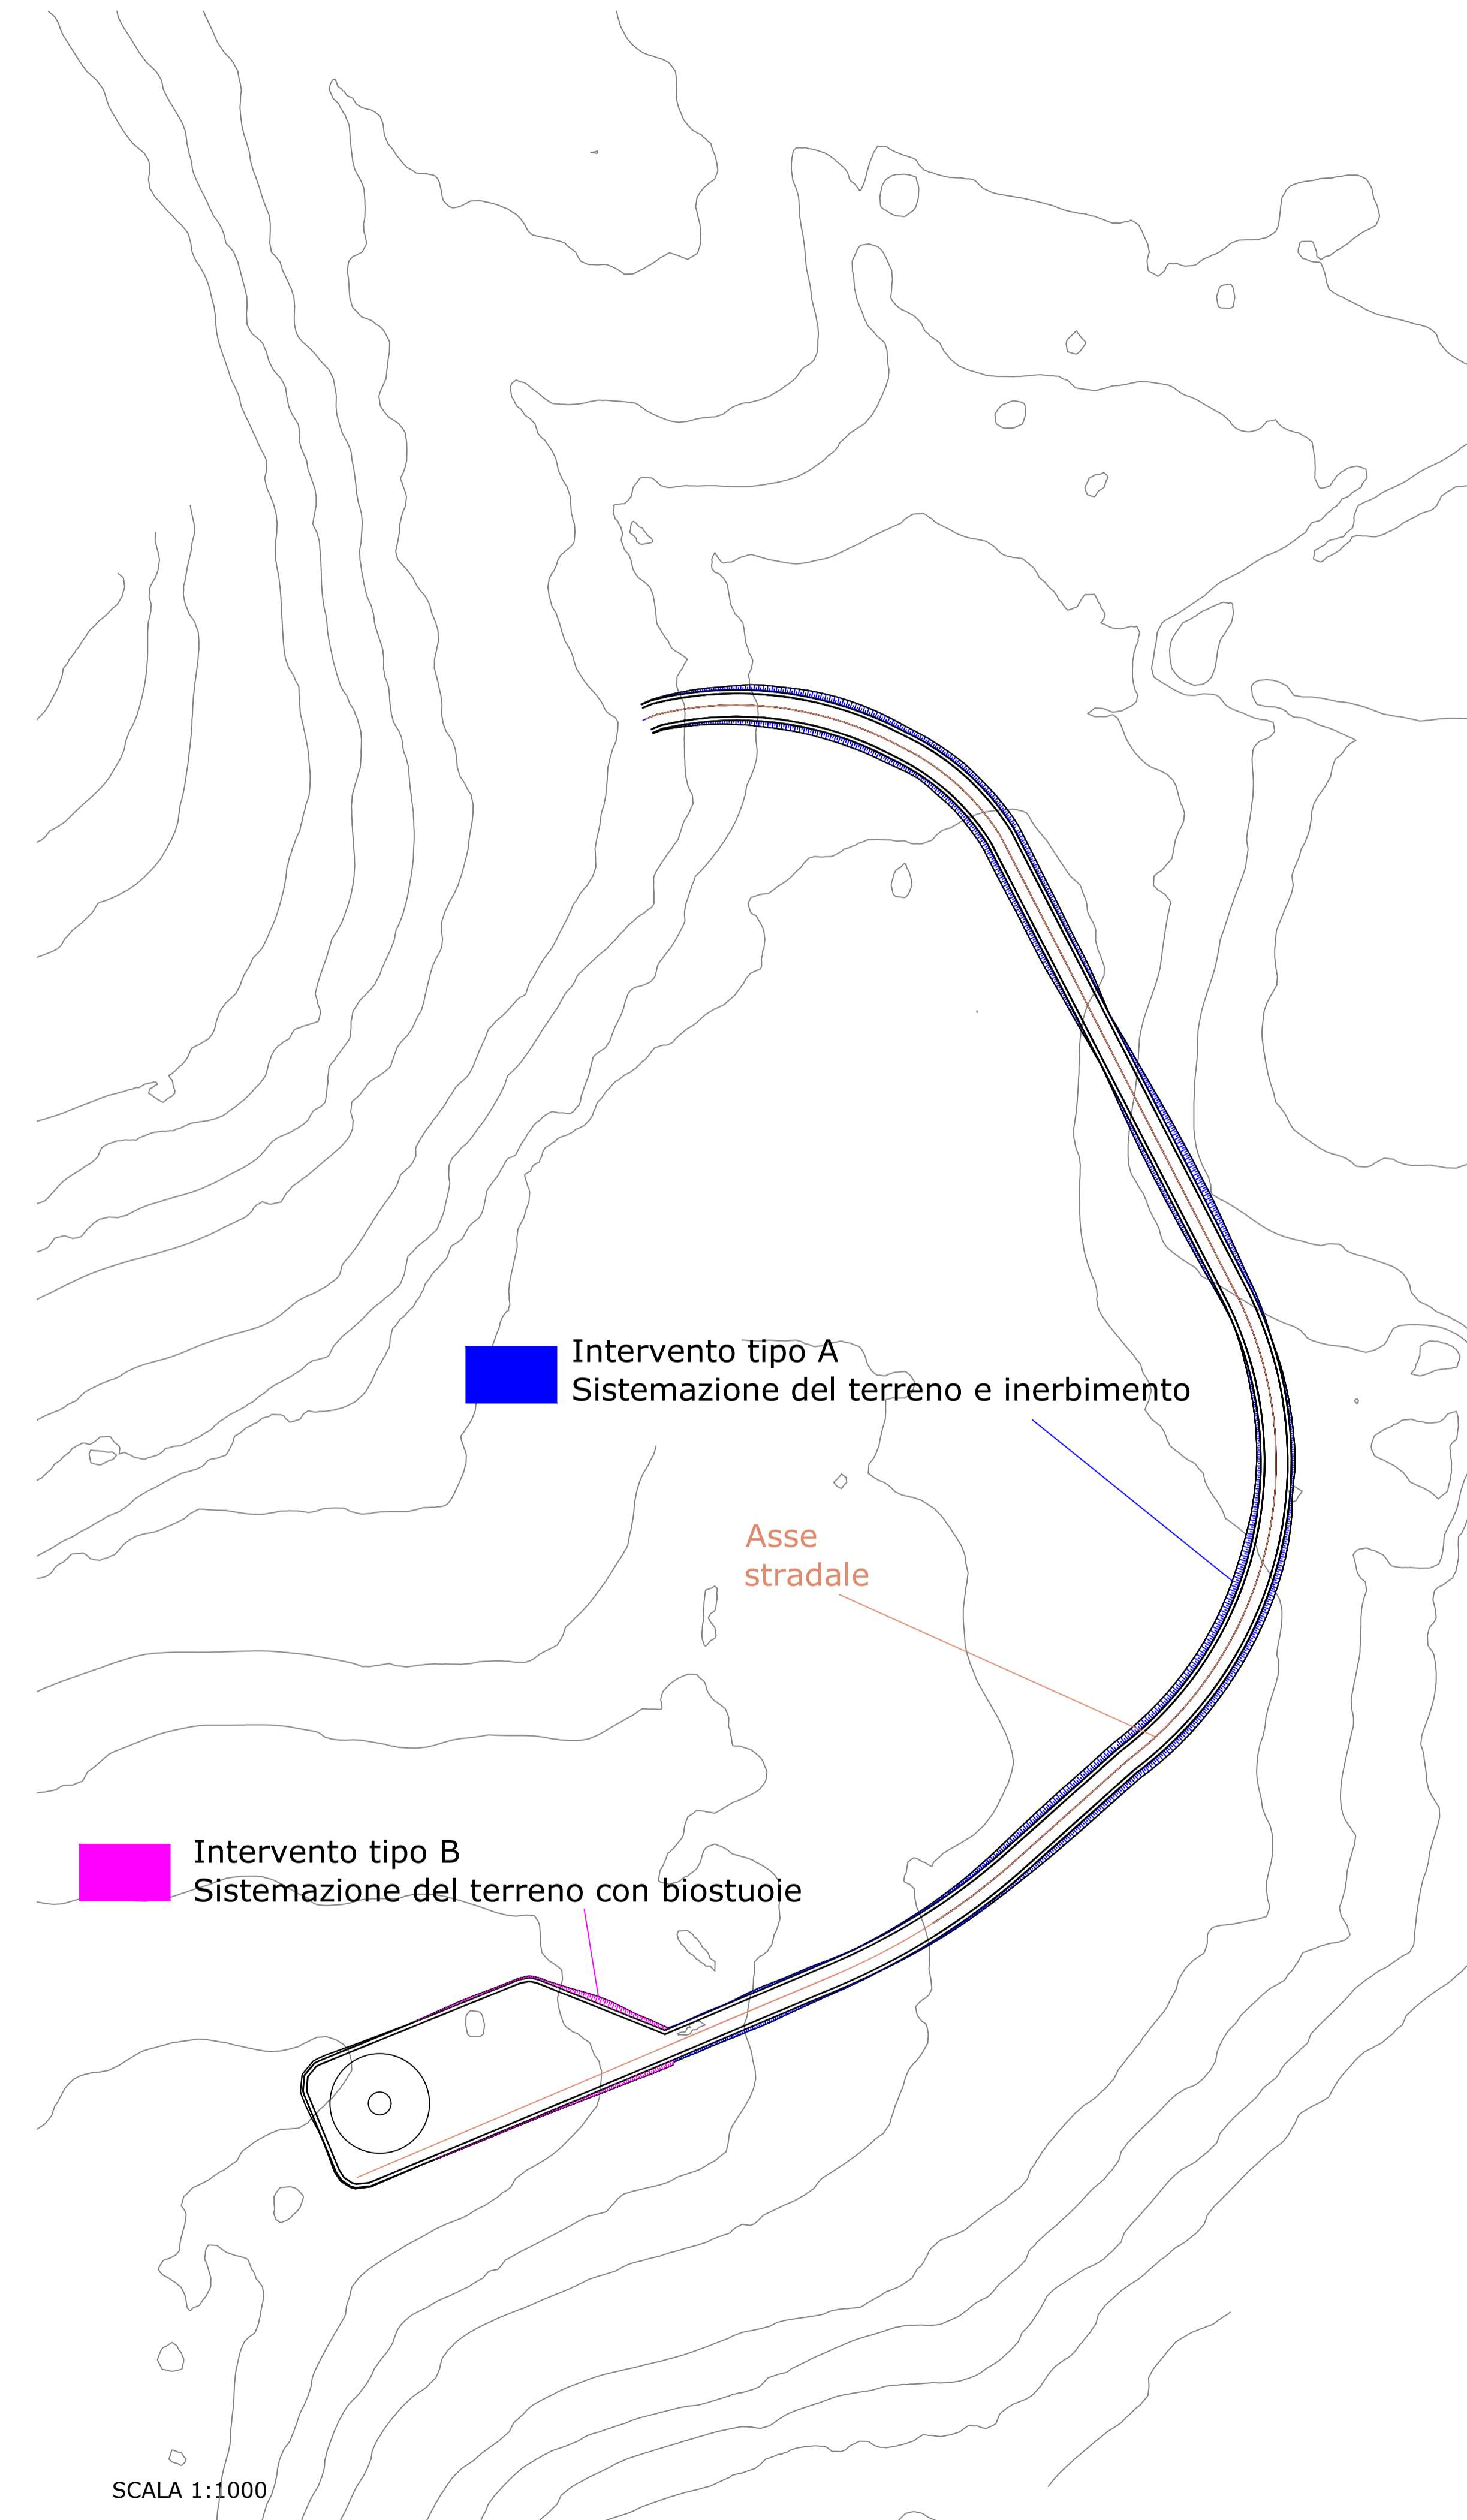 Intervento tipo A
Sistemazione del terreno e inerbimento
Asse
stradale
Intervento tipo B
Sistemazione del terreno con biostuoie
SCALA 1:1000